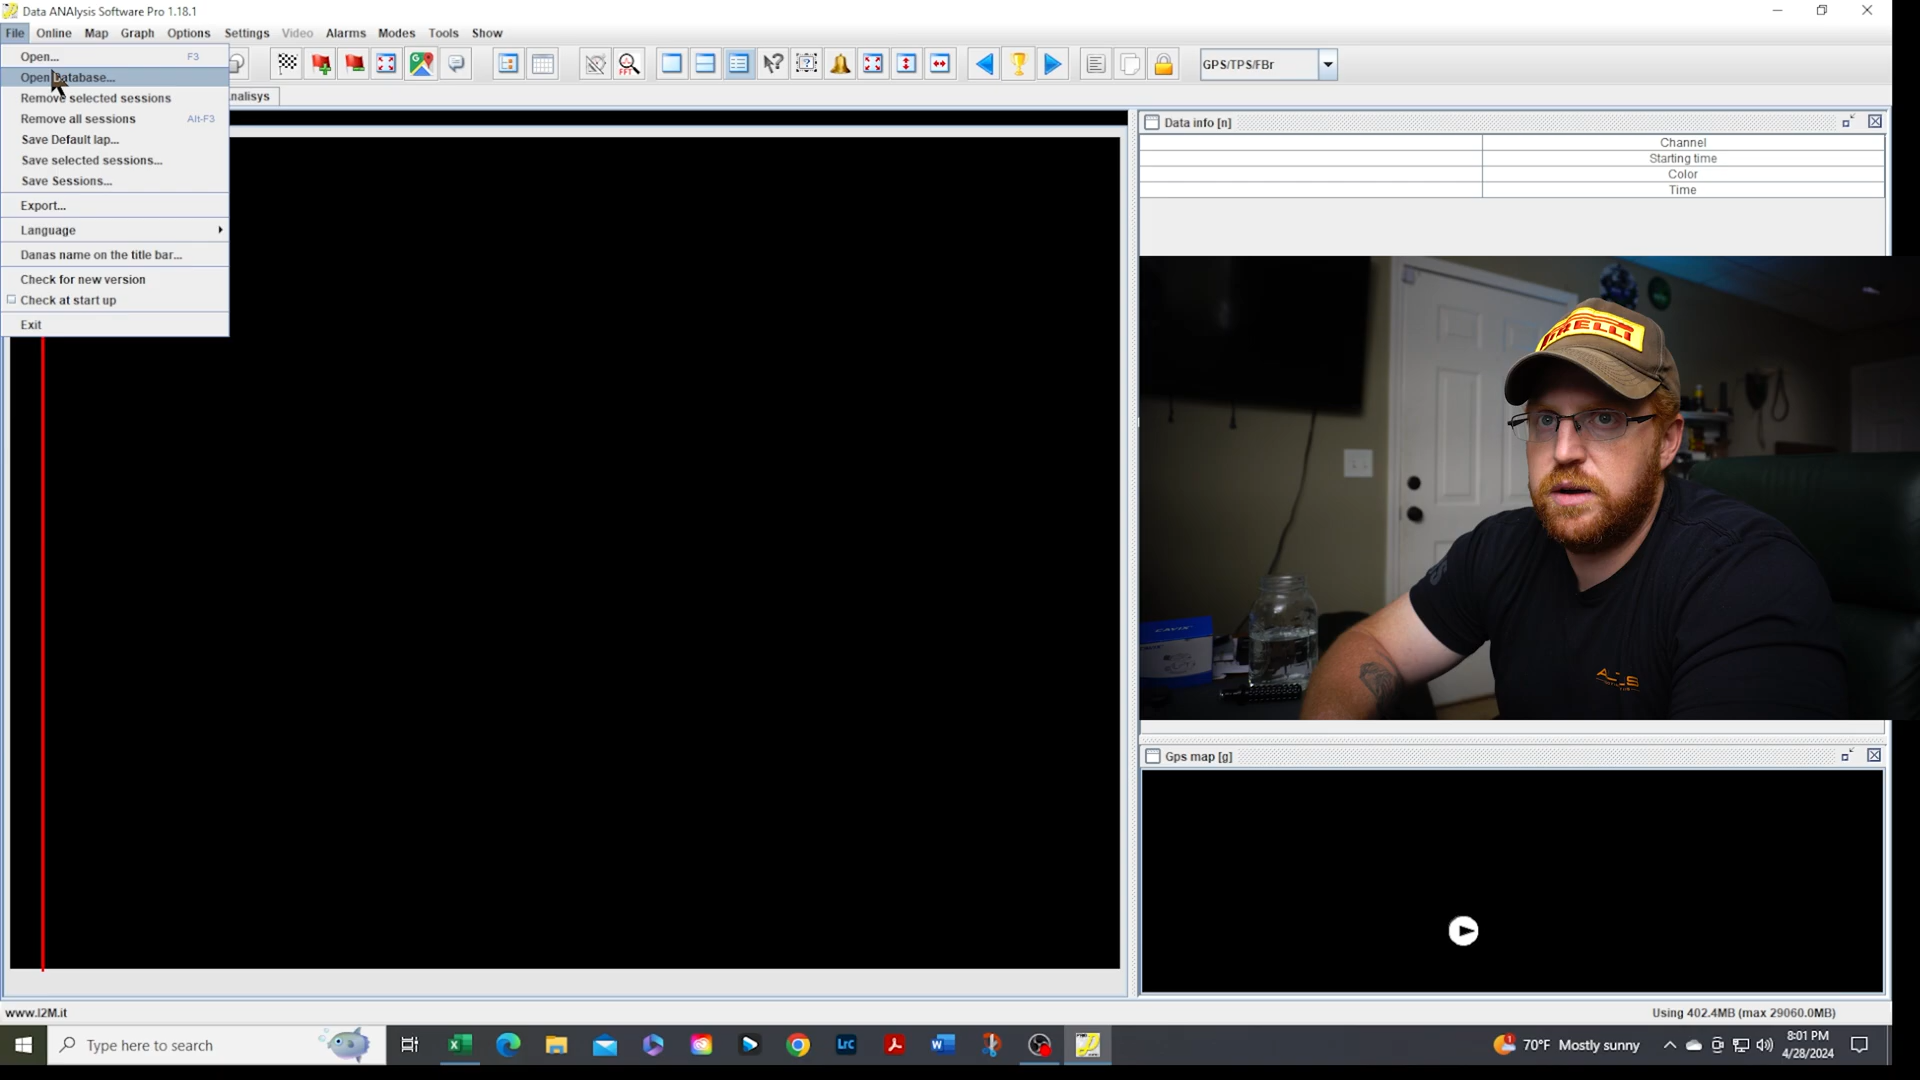 Data ANAlysis Software Pro 1.18.1
File Online Map Graph Options Settings Video Alarms Modes Tools Show
Open... F3
Open Database...
Remove selected sessions
Remove all sessions Alt-F3
Save Default lap...
Save selected sessions...
Save Sessions...
Export...
Language
Danas name on the title bar...
Check for new version
Check at start up
Exit
FFT
GPS/TPS/FBr
nalisys
Data info [n]
Channel
Starting time
Color
Time
PIRELLI
Gps map [g]
www.I2M.it
Using 402.4MB (max 29060.0MB)
Type here to search
Lrc
70°F Mostly sunny
8:01 PM
4/28/2024